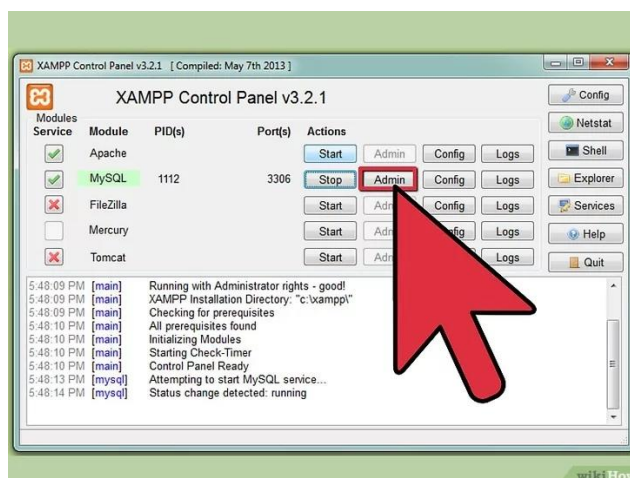 XAMPP Control Panel v3.2.1 [ Compiled: May 7th 2013 ]
XAMPP Control Panel v3.2.1
Config
Modules
Service Module PID(s) Port(s) Actions
Netstat
Apache Start Admin Config Logs
Shell
MySQL 1112 3306 Stop Admin Config Logs
Explorer
FileZilla Start Config Logs
Services
Mercury Start Logs
Help
Tomcat Start Logs
Quit
5:48:09 PM [main] Running with Administrator rights - good!
5:48:09 PM [main] XAMPP Installation Directory: "c:\xampp\"
5:48:09 PM [main] Checking for prerequisites
5:48:10 PM [main] All prerequisites found
5:48:10 PM [main] Initializing Modules
5:48:10 PM [main] Starting Check-Timer
5:48:10 PM [main] Control Panel Ready
5:48:13 PM [mysql] Attempting to start MySQL service...
5:48:14 PM [mysql] Status change detected: running